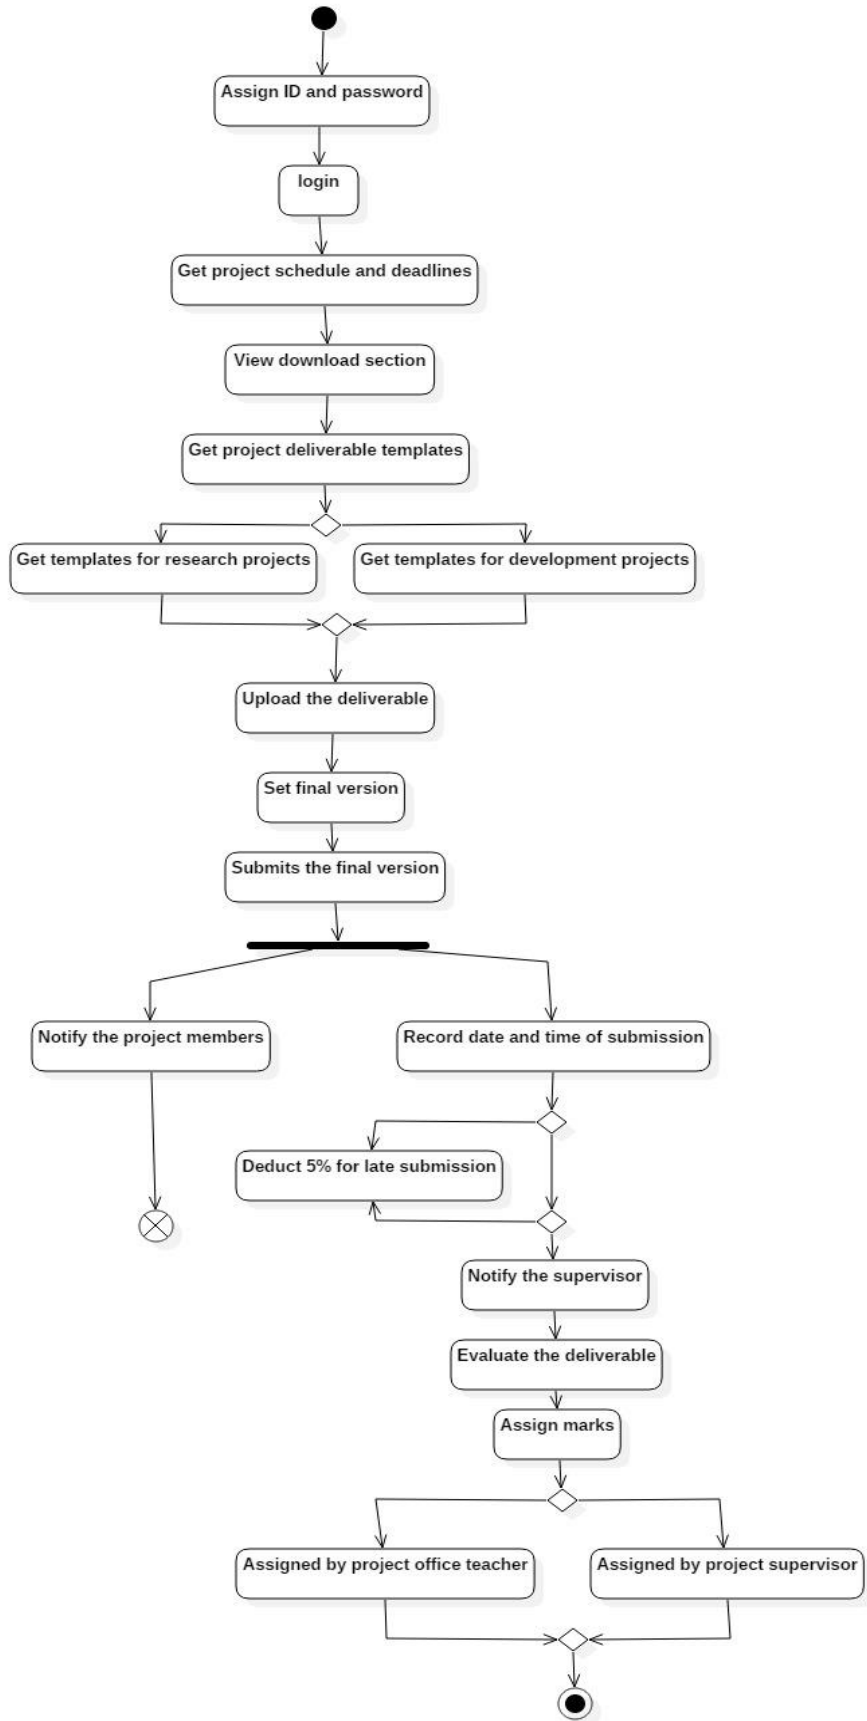 Assign ID and password
login
Get project schedule and deadlines
View download section
Get project deliverable templates
Get templates for research projects
Get templates for development projects
Upload the deliverable
Set final version
Submits the final version
Notify the project members
Record date and time of submission
Deduct 5% for late submission
Notify the supervisor
Evaluate the deliverable
Assign marks
Assigned by project office teacher
Assigned by project supervisor